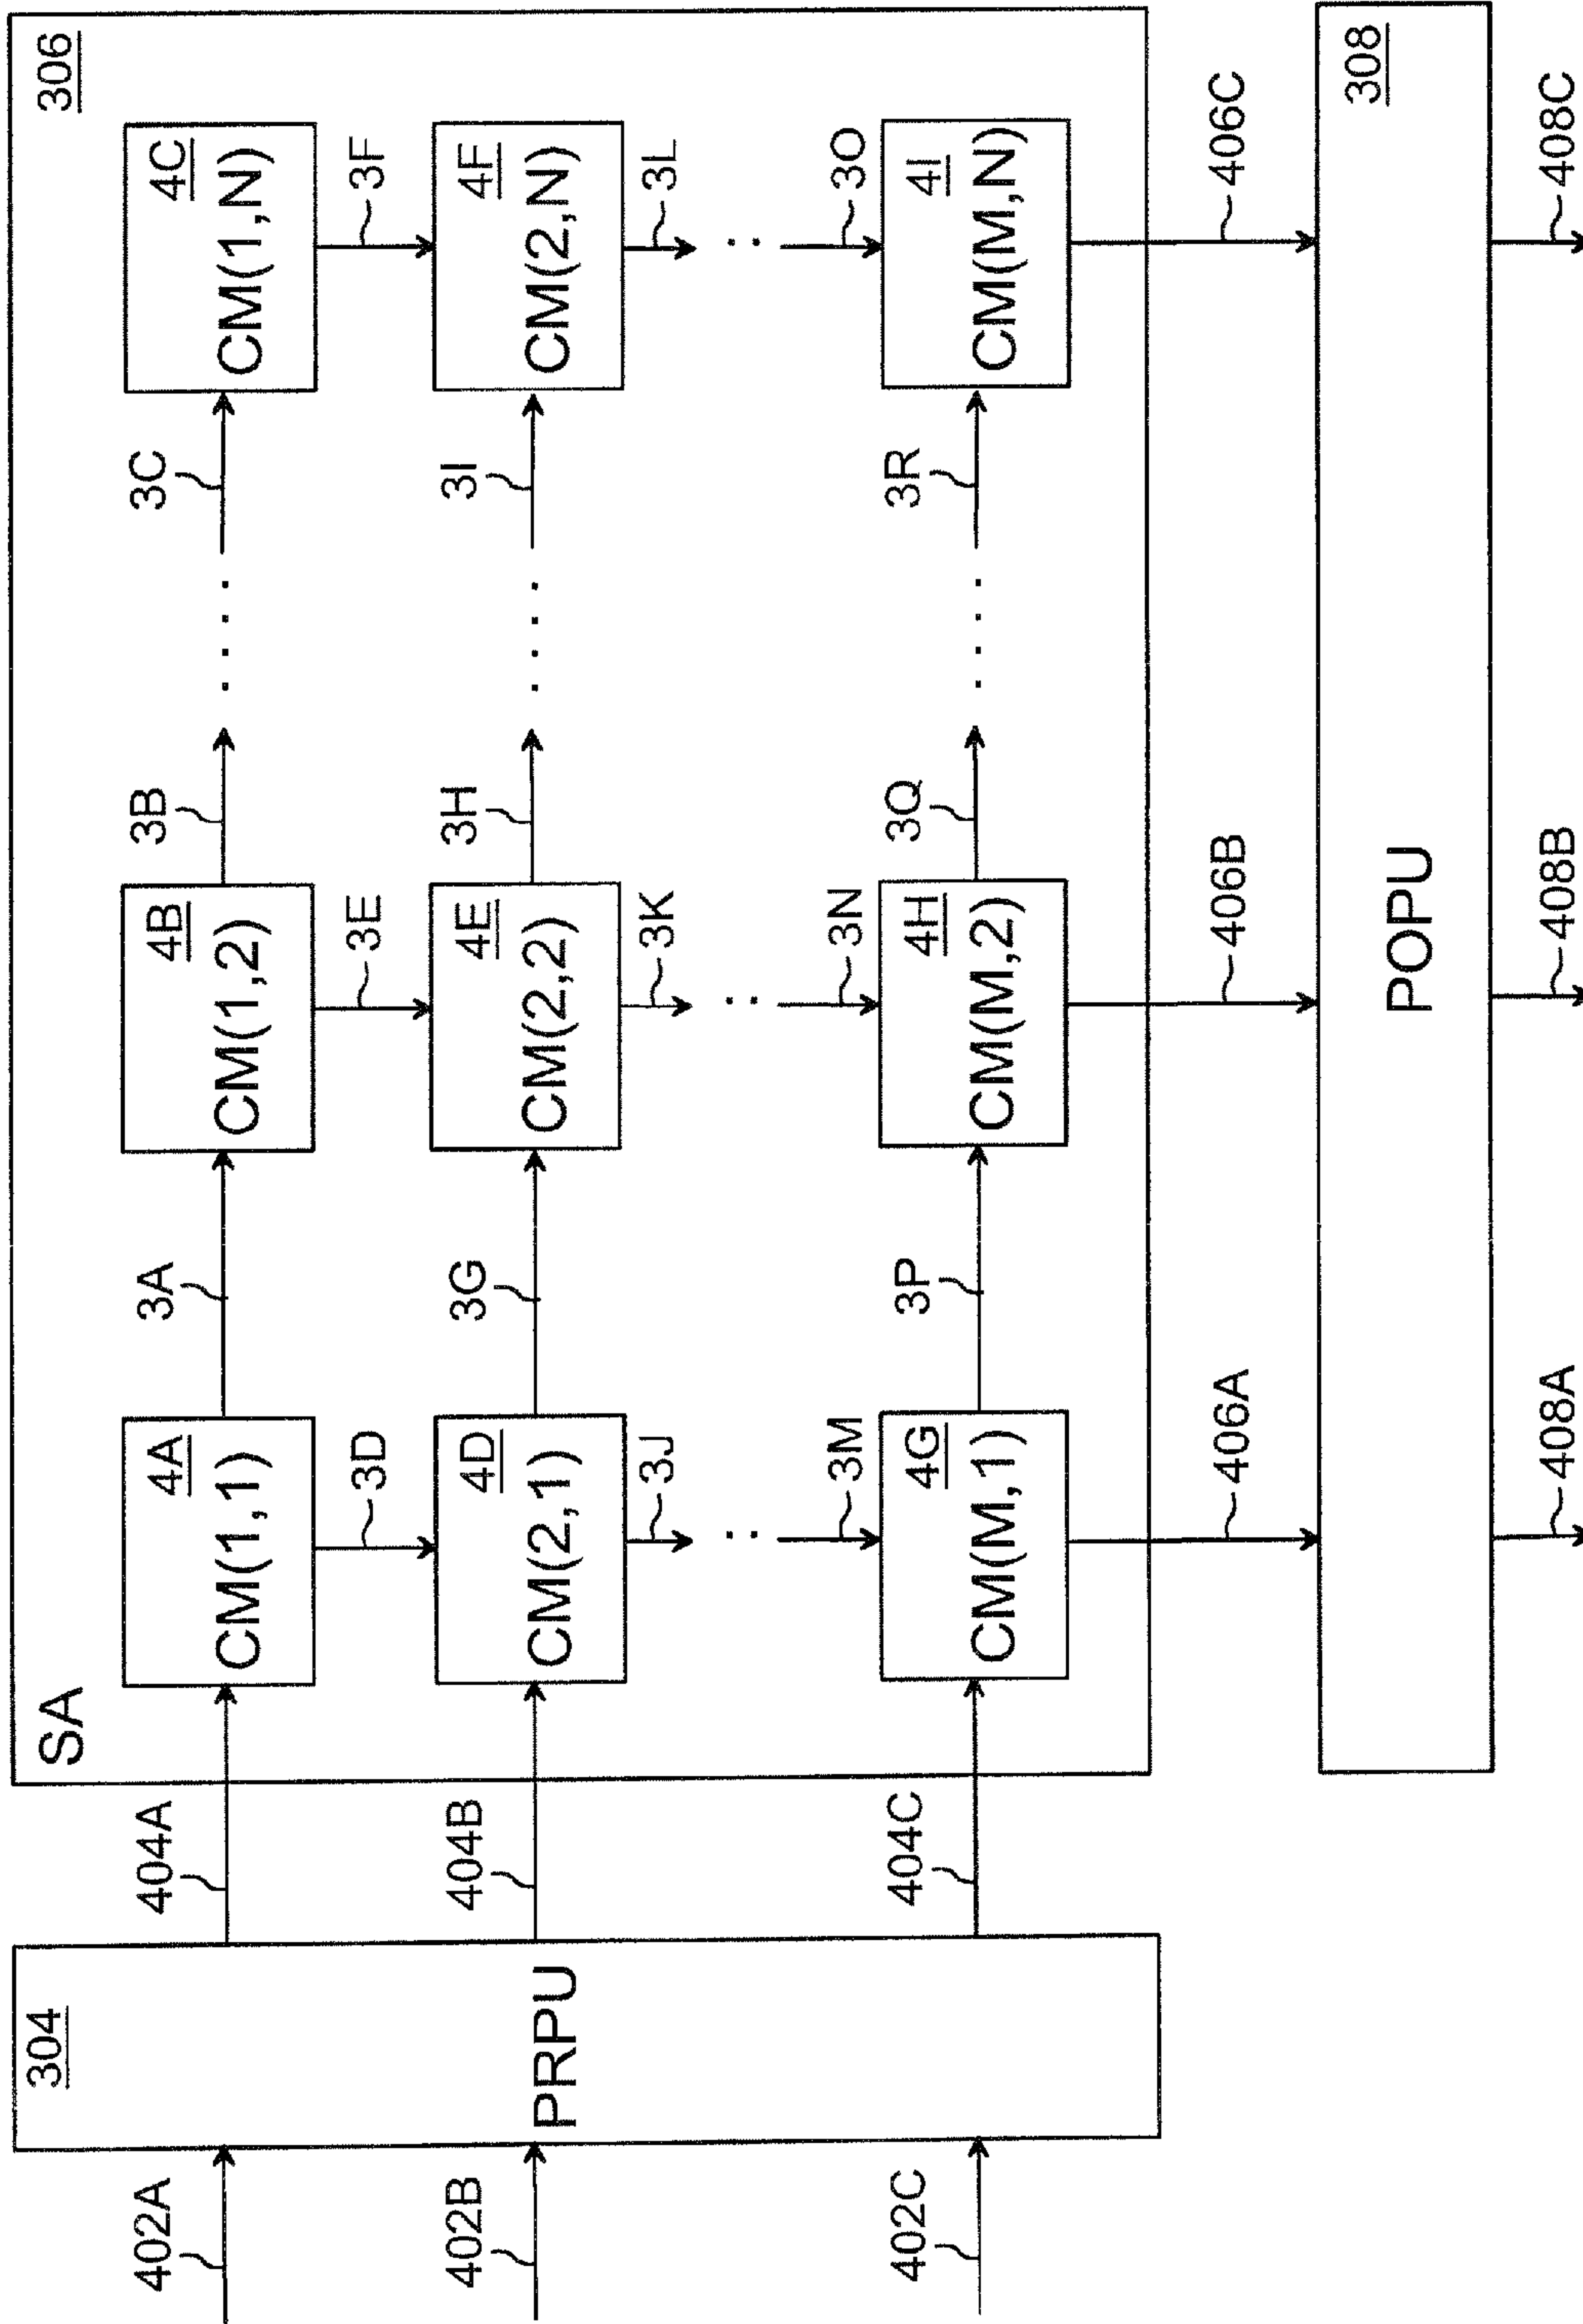 304
PRPU
402A
402B
402C
404A
404B
404C
SA
306
4A
CM(1,1)
3A
4B
CM(1,2)
3B
3C
4C
CM(1,N)
3D
3E
3F
4D
CM(2,1)
3G
4E
CM(2,2)
3H
3I
4F
CM(2,N)
3J
3K
3L
3M
3N
3O
4G
CM(M,1)
3P
4H
CM(M,2)
3Q
3R
4I
CM(M,N)
406A
406B
406C
308
POPU
408A
408B
408C